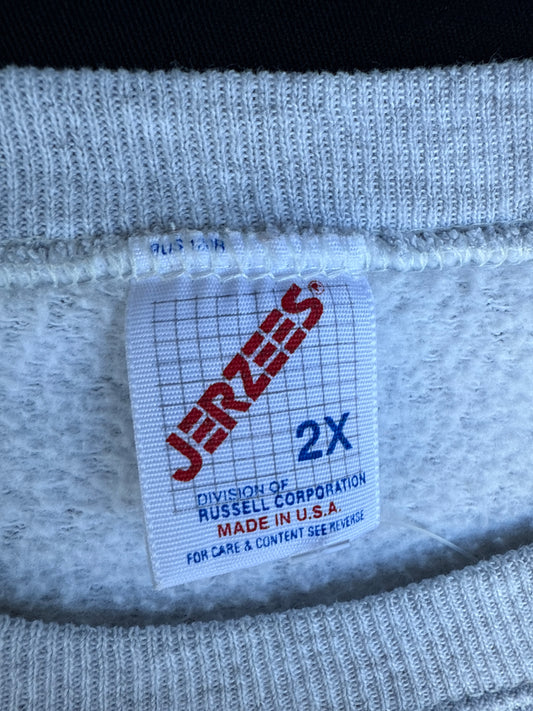 JERZEES®
2X
DIVISION OF
RUSSELL CORPORATION
MADE IN U.S.A.
FOR CARE & CONTENT SEE REVERSE